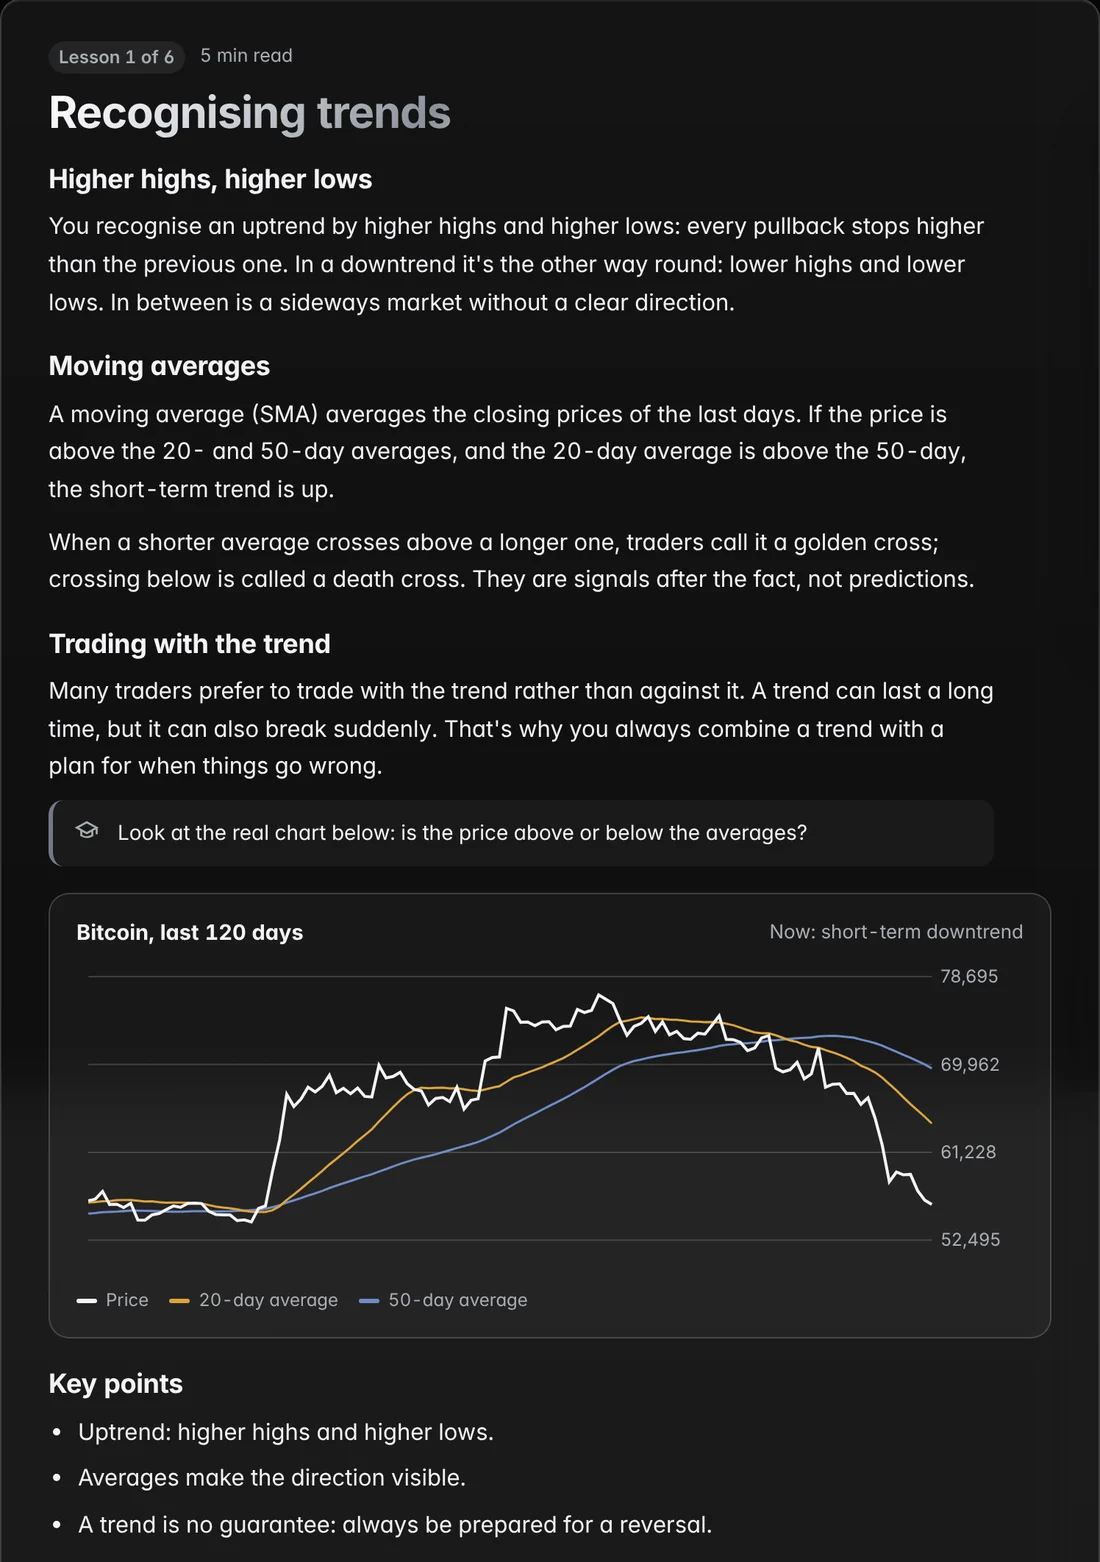 Lesson 1 of 6 5 min read
Recognising trends
Higher highs, higher lows
You recognise an uptrend by higher highs and higher lows: every pullback stops higher
than the previous one. In a downtrend it's the other way round: lower highs and lower
lows. In between is a sideways market without a clear direction.
Moving averages
A moving average (SMA) averages the closing prices of the last days. If the price is
above the 20- and 50-day averages, and the 20-day average is above the 50-day,
the short-term trend is up.
When a shorter average crosses above a longer one, traders call it a golden cross;
crossing below is called a death cross. They are signals after the fact, not predictions.
Trading with the trend
Many traders prefer to trade with the trend rather than against it. A trend can last a long
time, but it can also break suddenly. That's why you always combine a trend with a
plan for when things go wrong.
Look at the real chart below: is the price above or below the averages?
Bitcoin, last 120 days Now: short-term downtrend
78,695
69,962
61,228
52,495
Price 20-day average 50-day average
Key points
• Uptrend: higher highs and higher lows.
• Averages make the direction visible.
• A trend is no guarantee: always be prepared for a reversal.